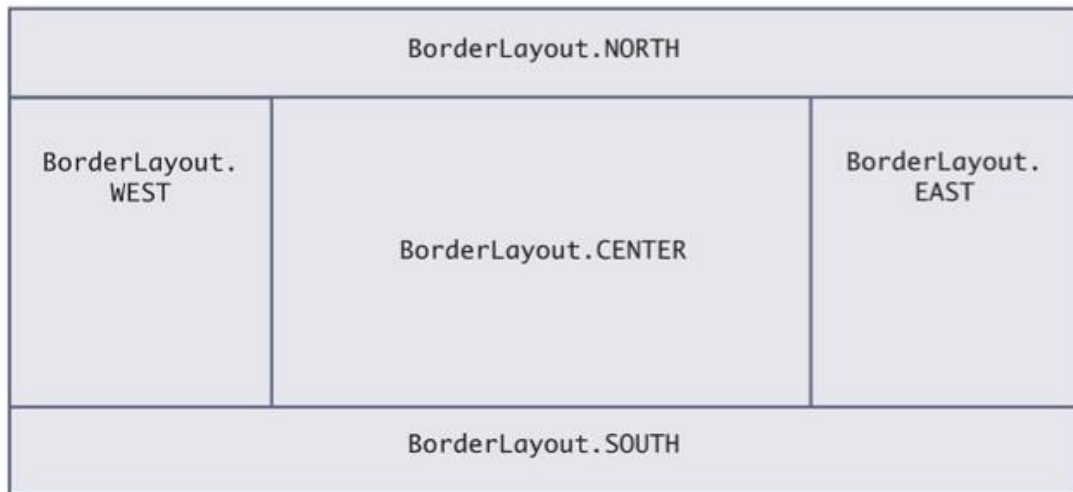 BorderLayout.NORTH
BorderLayout.
WEST
BorderLayout.CENTER
BorderLayout.
EAST
BorderLayout.SOUTH